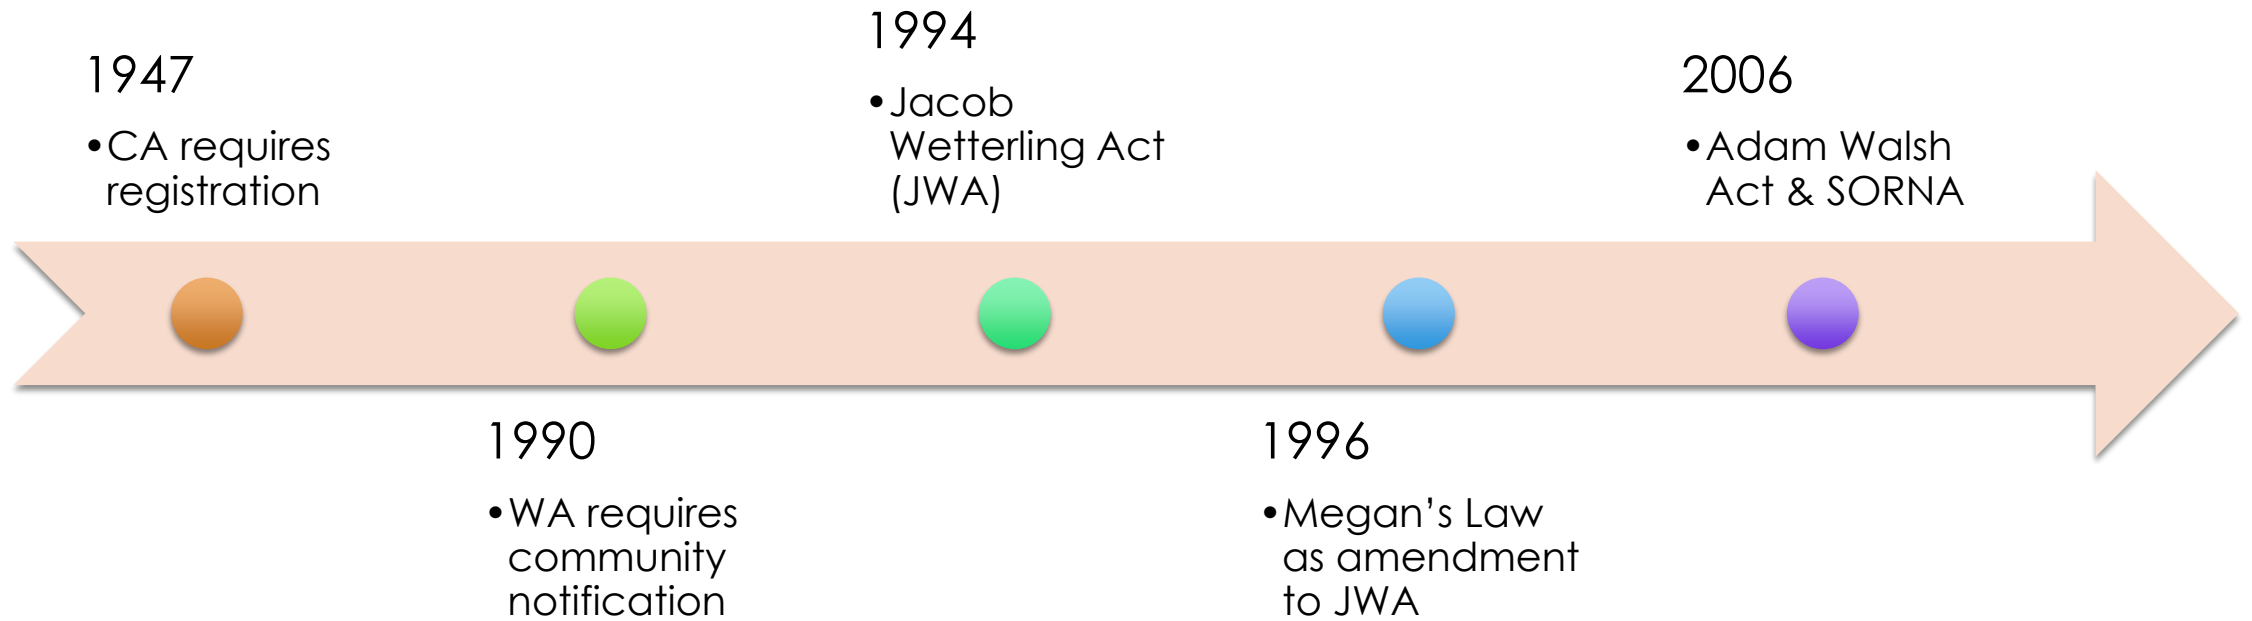 1947
•CA requires
registration
1990
•WA requires
community
notification
1994
•Jacob
Wetterling Act
(JWA)
1996
•Megan’s Law
as amendment
to JWA
2006
•Adam Walsh
Act & SORNA